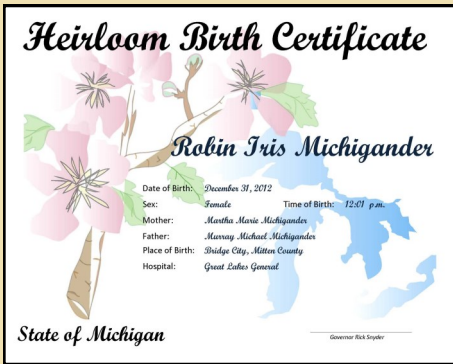 Heirloom Birth Certificate
Robin Iris Michigander
Date of Birth: December 31, 2012
Sex: Female Time of Birth: 12:01 p.m.
Mother: Martha Marie Michigander
Father: Murray Michael Michigander
Place of Birth: Bridge City, Mitten County
Hospital: Great Lakes General
State of Michigan
Governor Rick Snyder